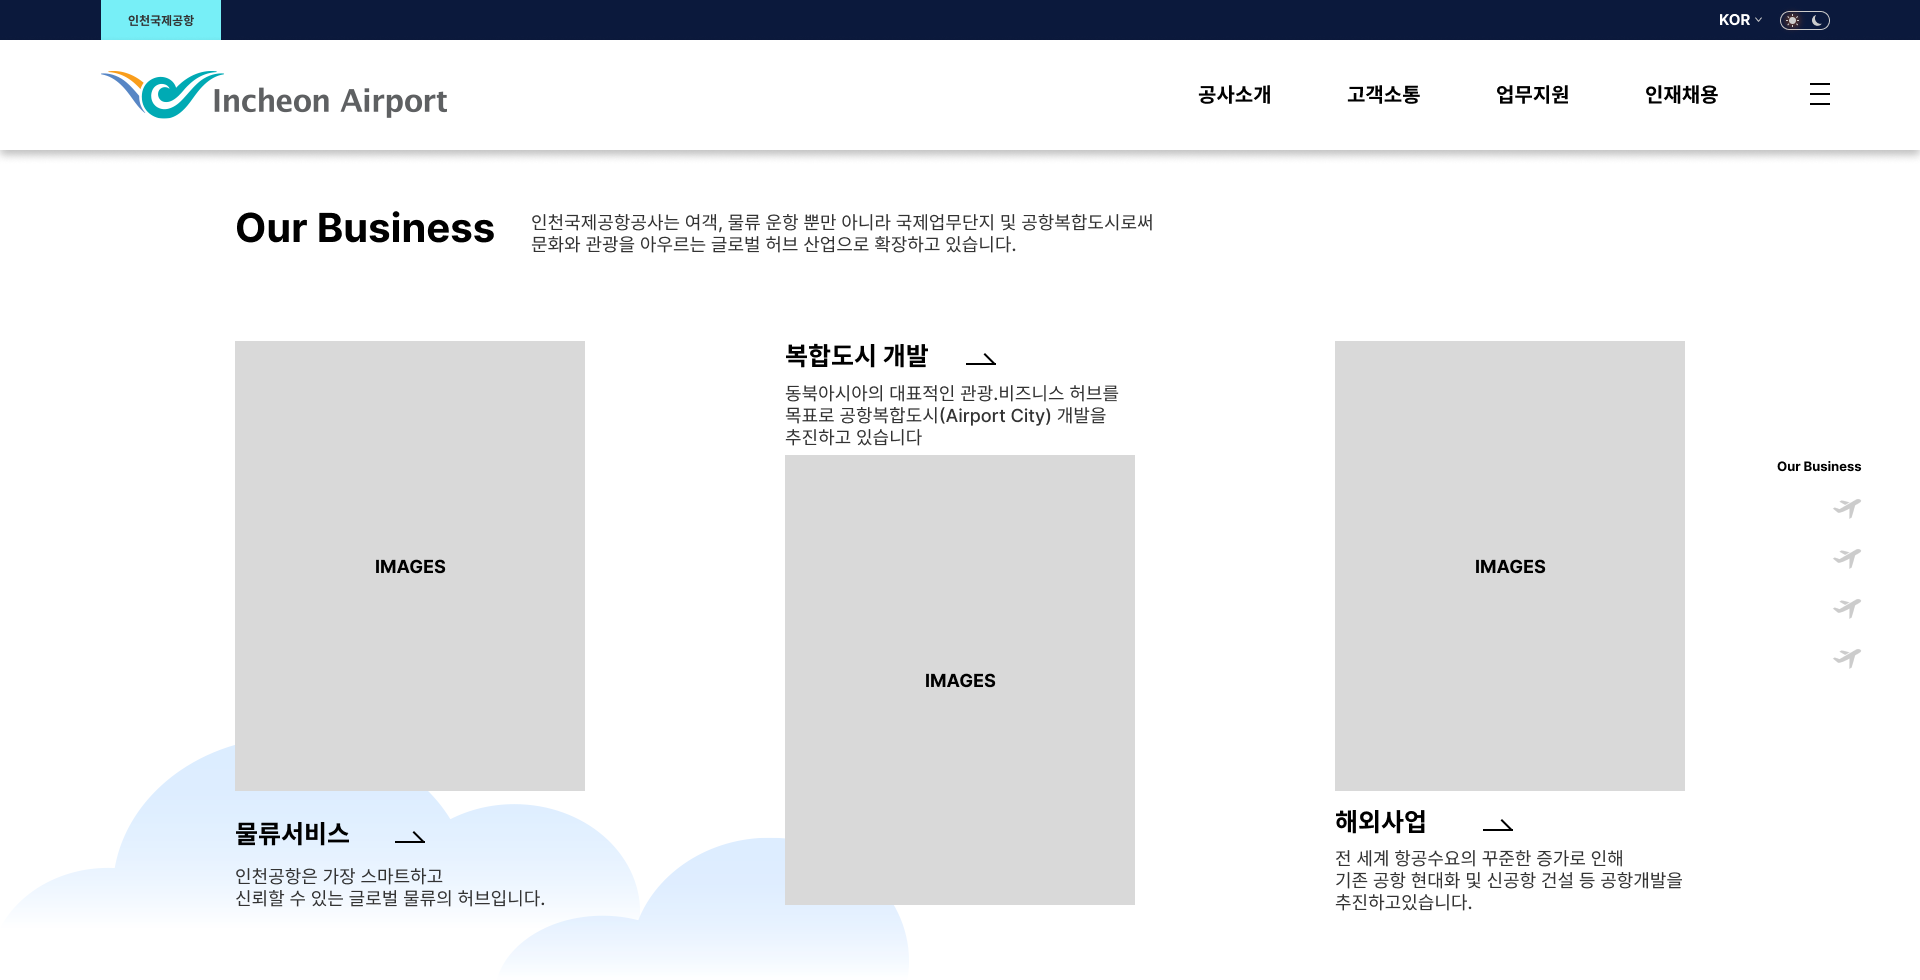 인천국제공항
KOR
Incheon Airport
공사소개
고객소통
업무지원
인재채용
Our Business
인천국제공항공사는 여객, 물류 운항 뿐만 아니라 국제업무단지 및 공항복합도시로써
문화와 관광을 아우르는 글로벌 허브 산업으로 확장하고 있습니다.
IMAGES
물류서비스
인천공항은 가장 스마트하고
신뢰할 수 있는 글로벌 물류의 허브입니다.
복합도시 개발
동북아시아의 대표적인 관광.비즈니스 허브를
목표로 공항복합도시(Airport City) 개발을
추진하고 있습니다
IMAGES
IMAGES
해외사업
전 세계 항공수요의 꾸준한 증가로 인해
기존 공항 현대화 및 신공항 건설 등 공항개발을
추진하고있습니다.
Our Business